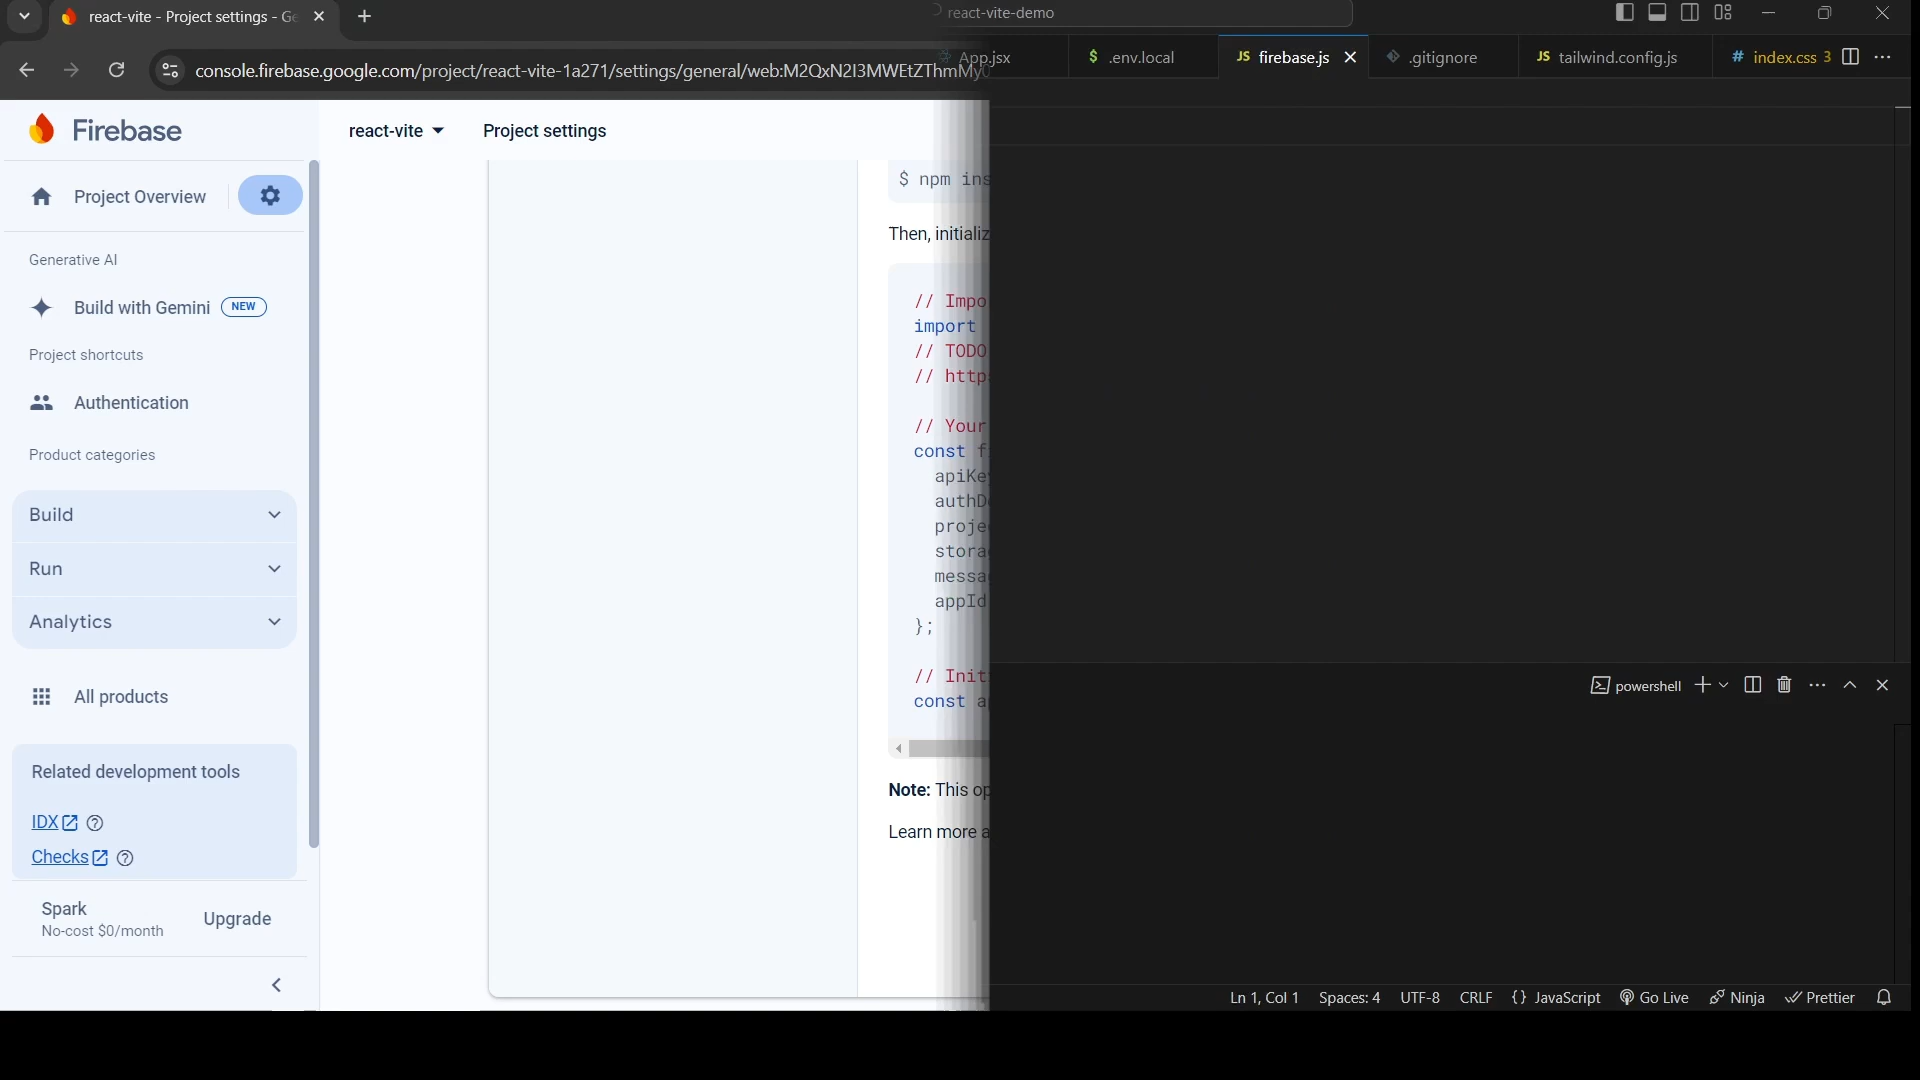 react-vite - Project settings - Ge
console.firebase.google.com/project/react-vite-1a271/settings/general/web:M2QxN2I3MWEtZThmMy
Firebase
Project Overview
Generative AI
Build with Gemini NEW
Project shortcuts
Authentication
Product categories
Build
Run
Analytics
All products
Related development tools
IDX
Checks
Spark
No-cost $0/month
Upgrade
react-vite
Project settings
$ npm ins
Then, initializ
// Impo
import
// TODO
// http
// Your
const f
apiKe
authD
proje
stora
messa
appId
};
// Init
const a
Note: This op
Learn more a
react-vite-demo
App.jsx
$ .env.local
JS firebase.js
.gitignore
JS tailwind.config.js
# index.css 3
powershell
Ln 1, Col 1
Spaces: 4
UTF-8
CRLF
{} JavaScript
Go Live
Ninja
Prettier